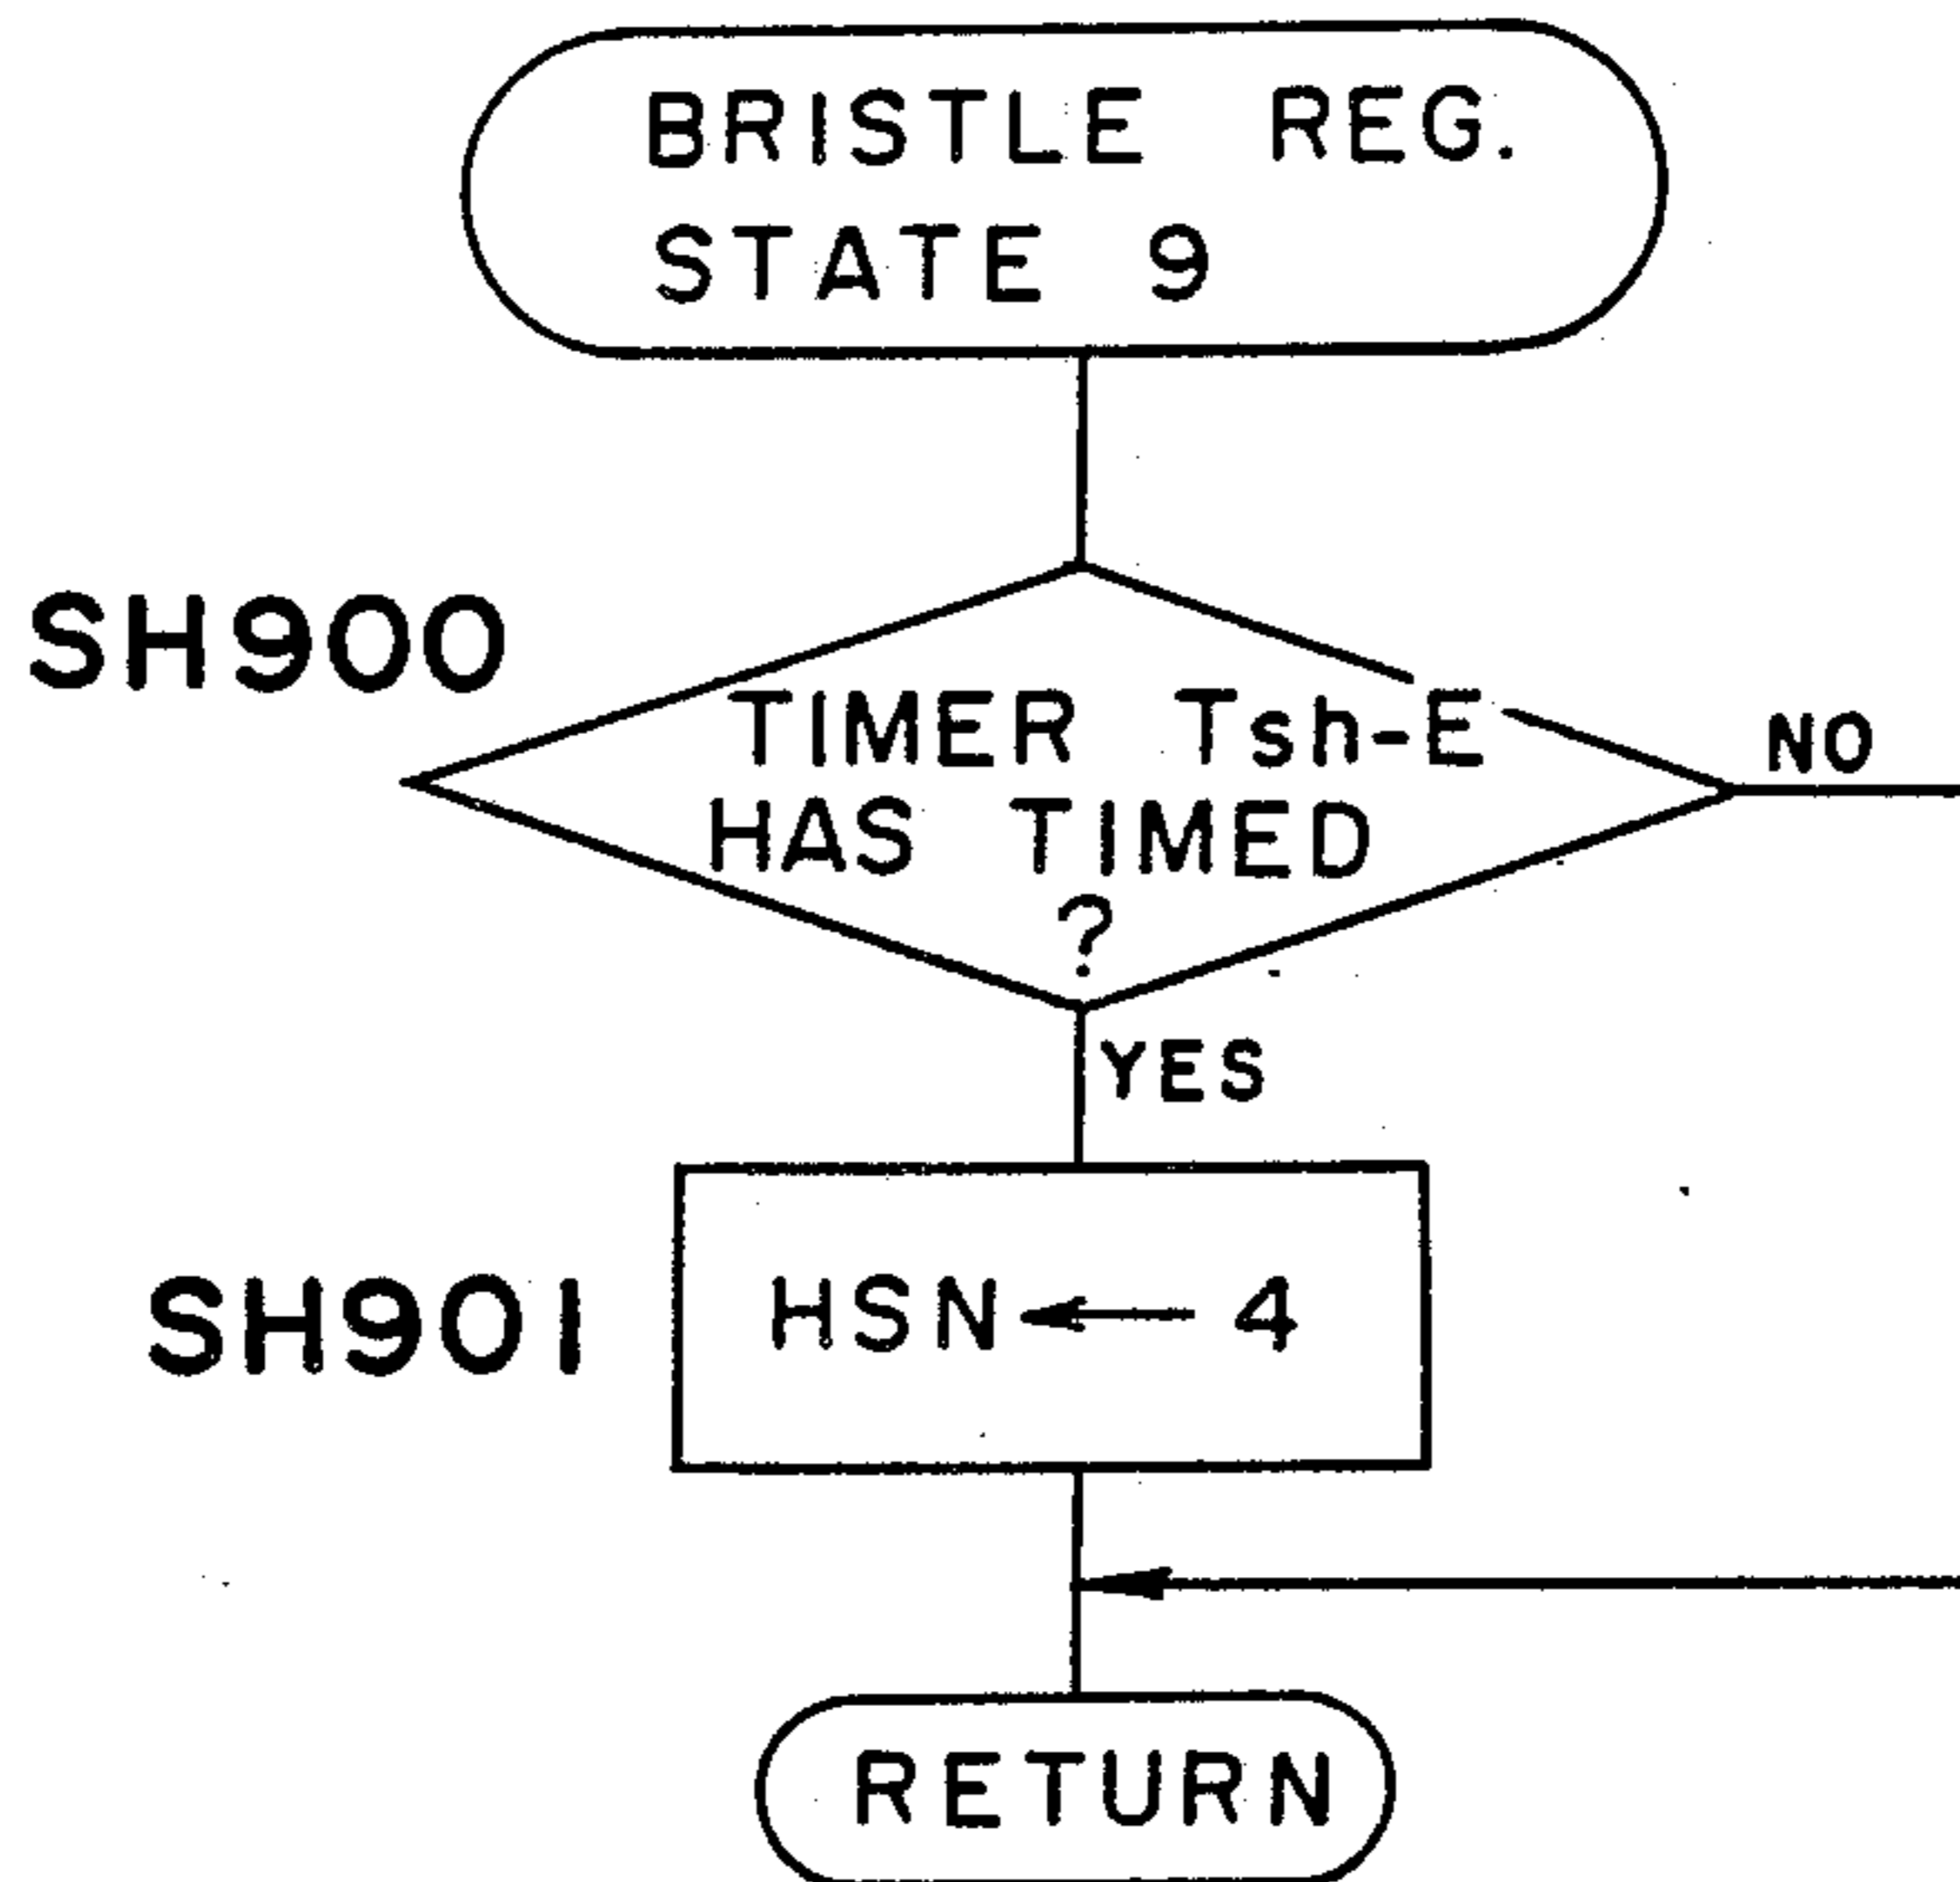 BRISTLE REG.
STATE 9
SH900
TIMER Tsh-E
HAS TIMED
?
NO
YES
SH901
HSN ← 4
RETURN